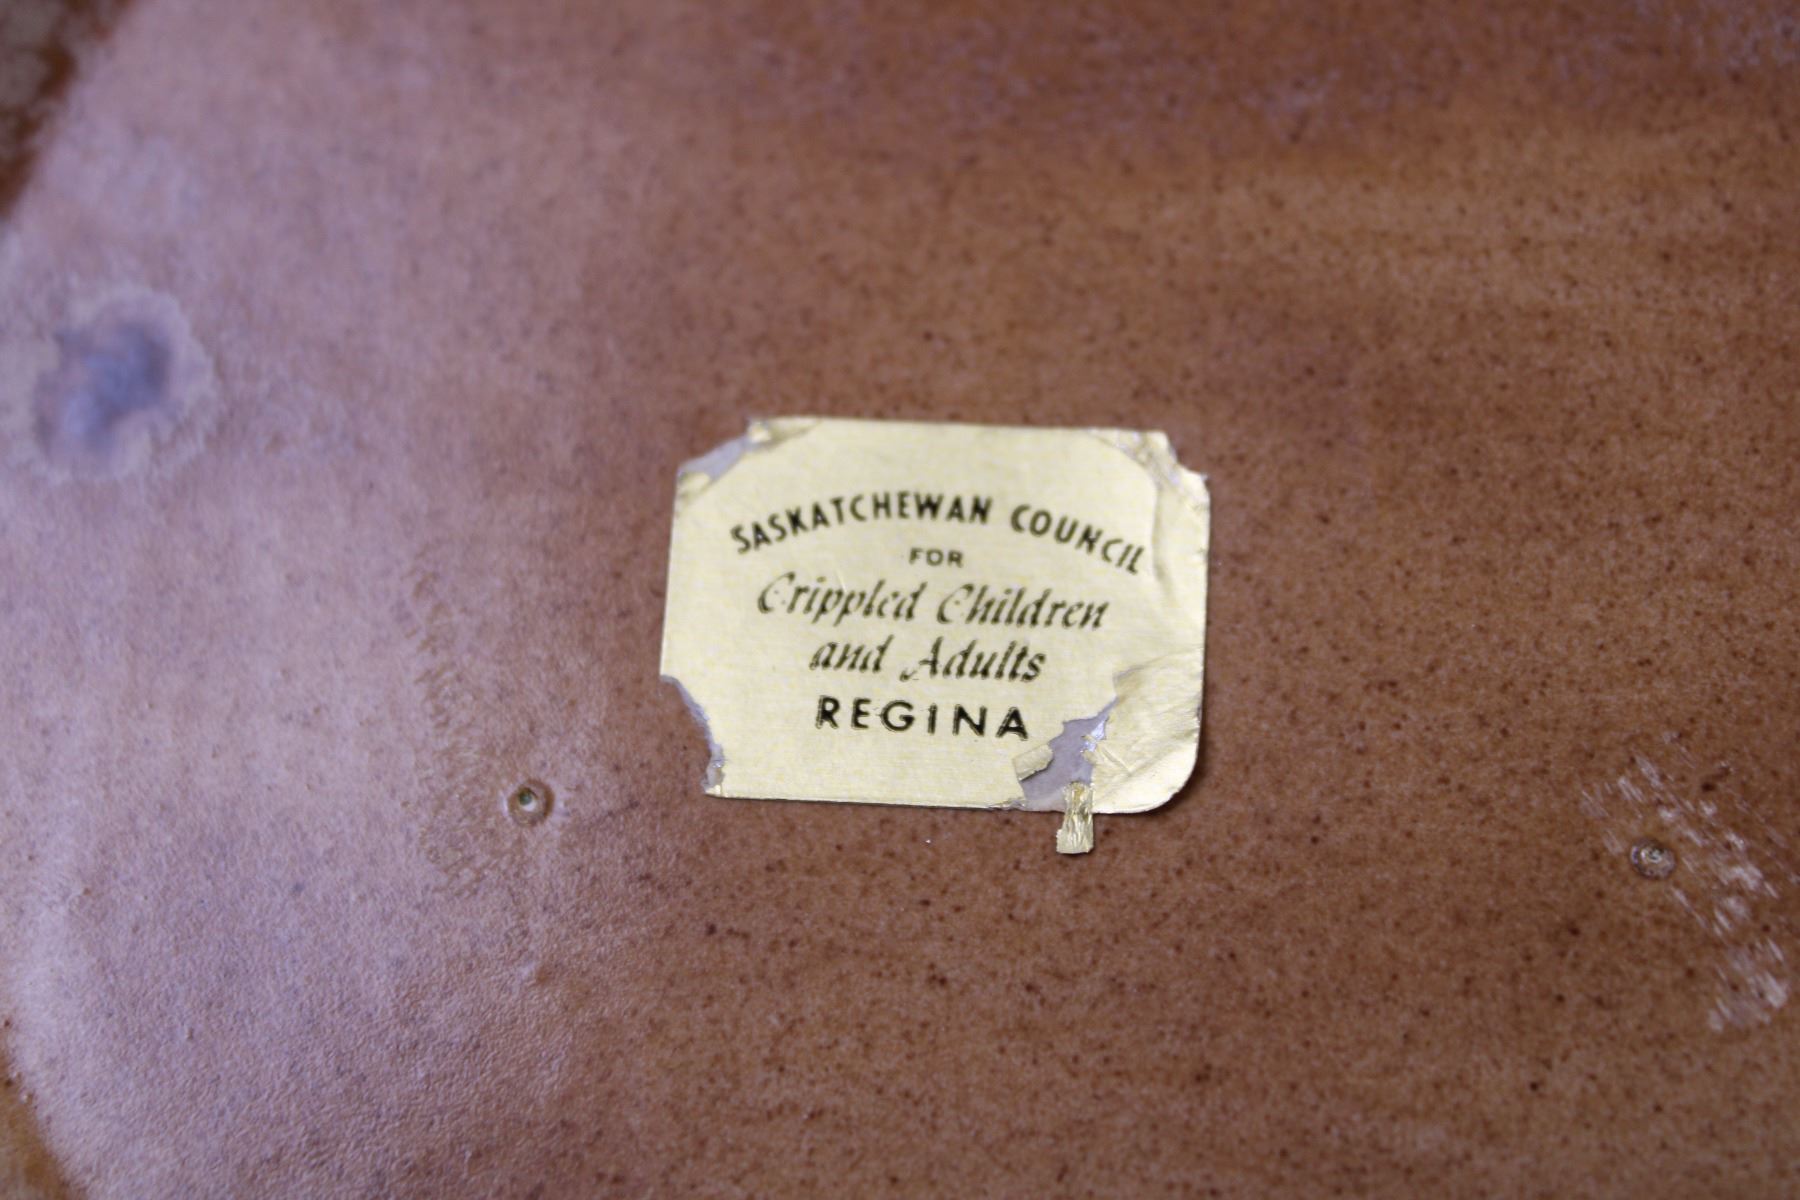 SASKATCHEWAN COUNCIL
FOR
Crippled Children
and Adults
REGINA